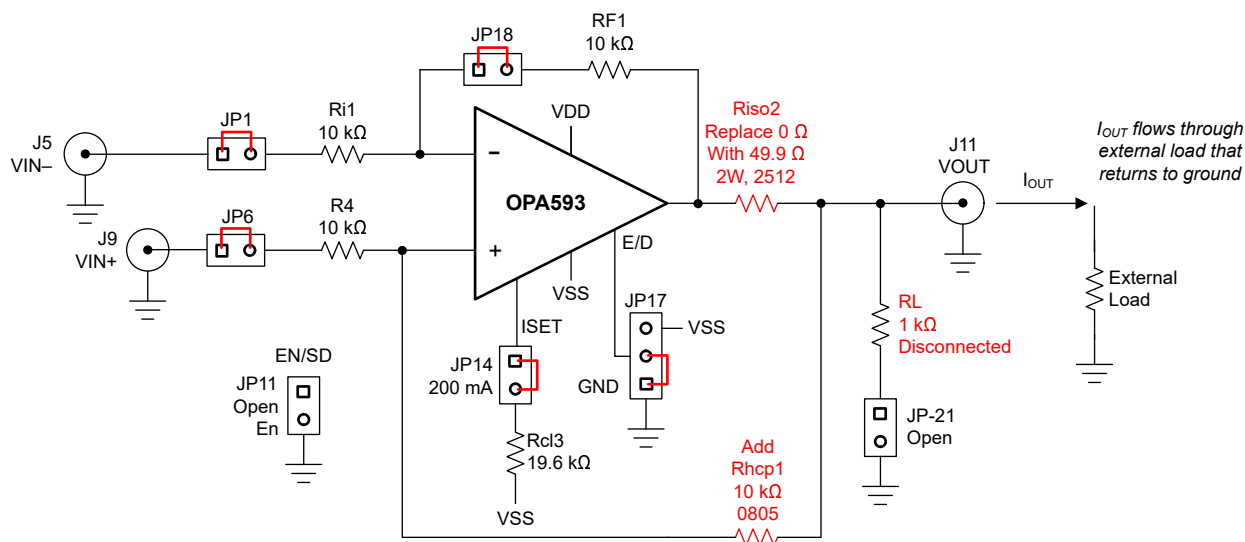 RF1
10 kΩ
JP18
Riso2
Replace 0 Ω
With 49.9 Ω
2W, 2512
VDD
J5
VIN–
JP1
Ri1
10 kΩ
−
OPA593
J11
VOUT
IOUT
IOUT flows through
external load that
returns to ground
J9
VIN+
JP6
R4
10kΩ
+
E/D
VSS
JP17
VSS
GND
External
Load
RL
1 kΩ
Disconnected
ISET
JP14
200 mA
EN/SD
JP11
Open
En
JP-21
Open
Rcl3
19.6 kΩ
VSS
Add
Rhcp1
10 kΩ
0805